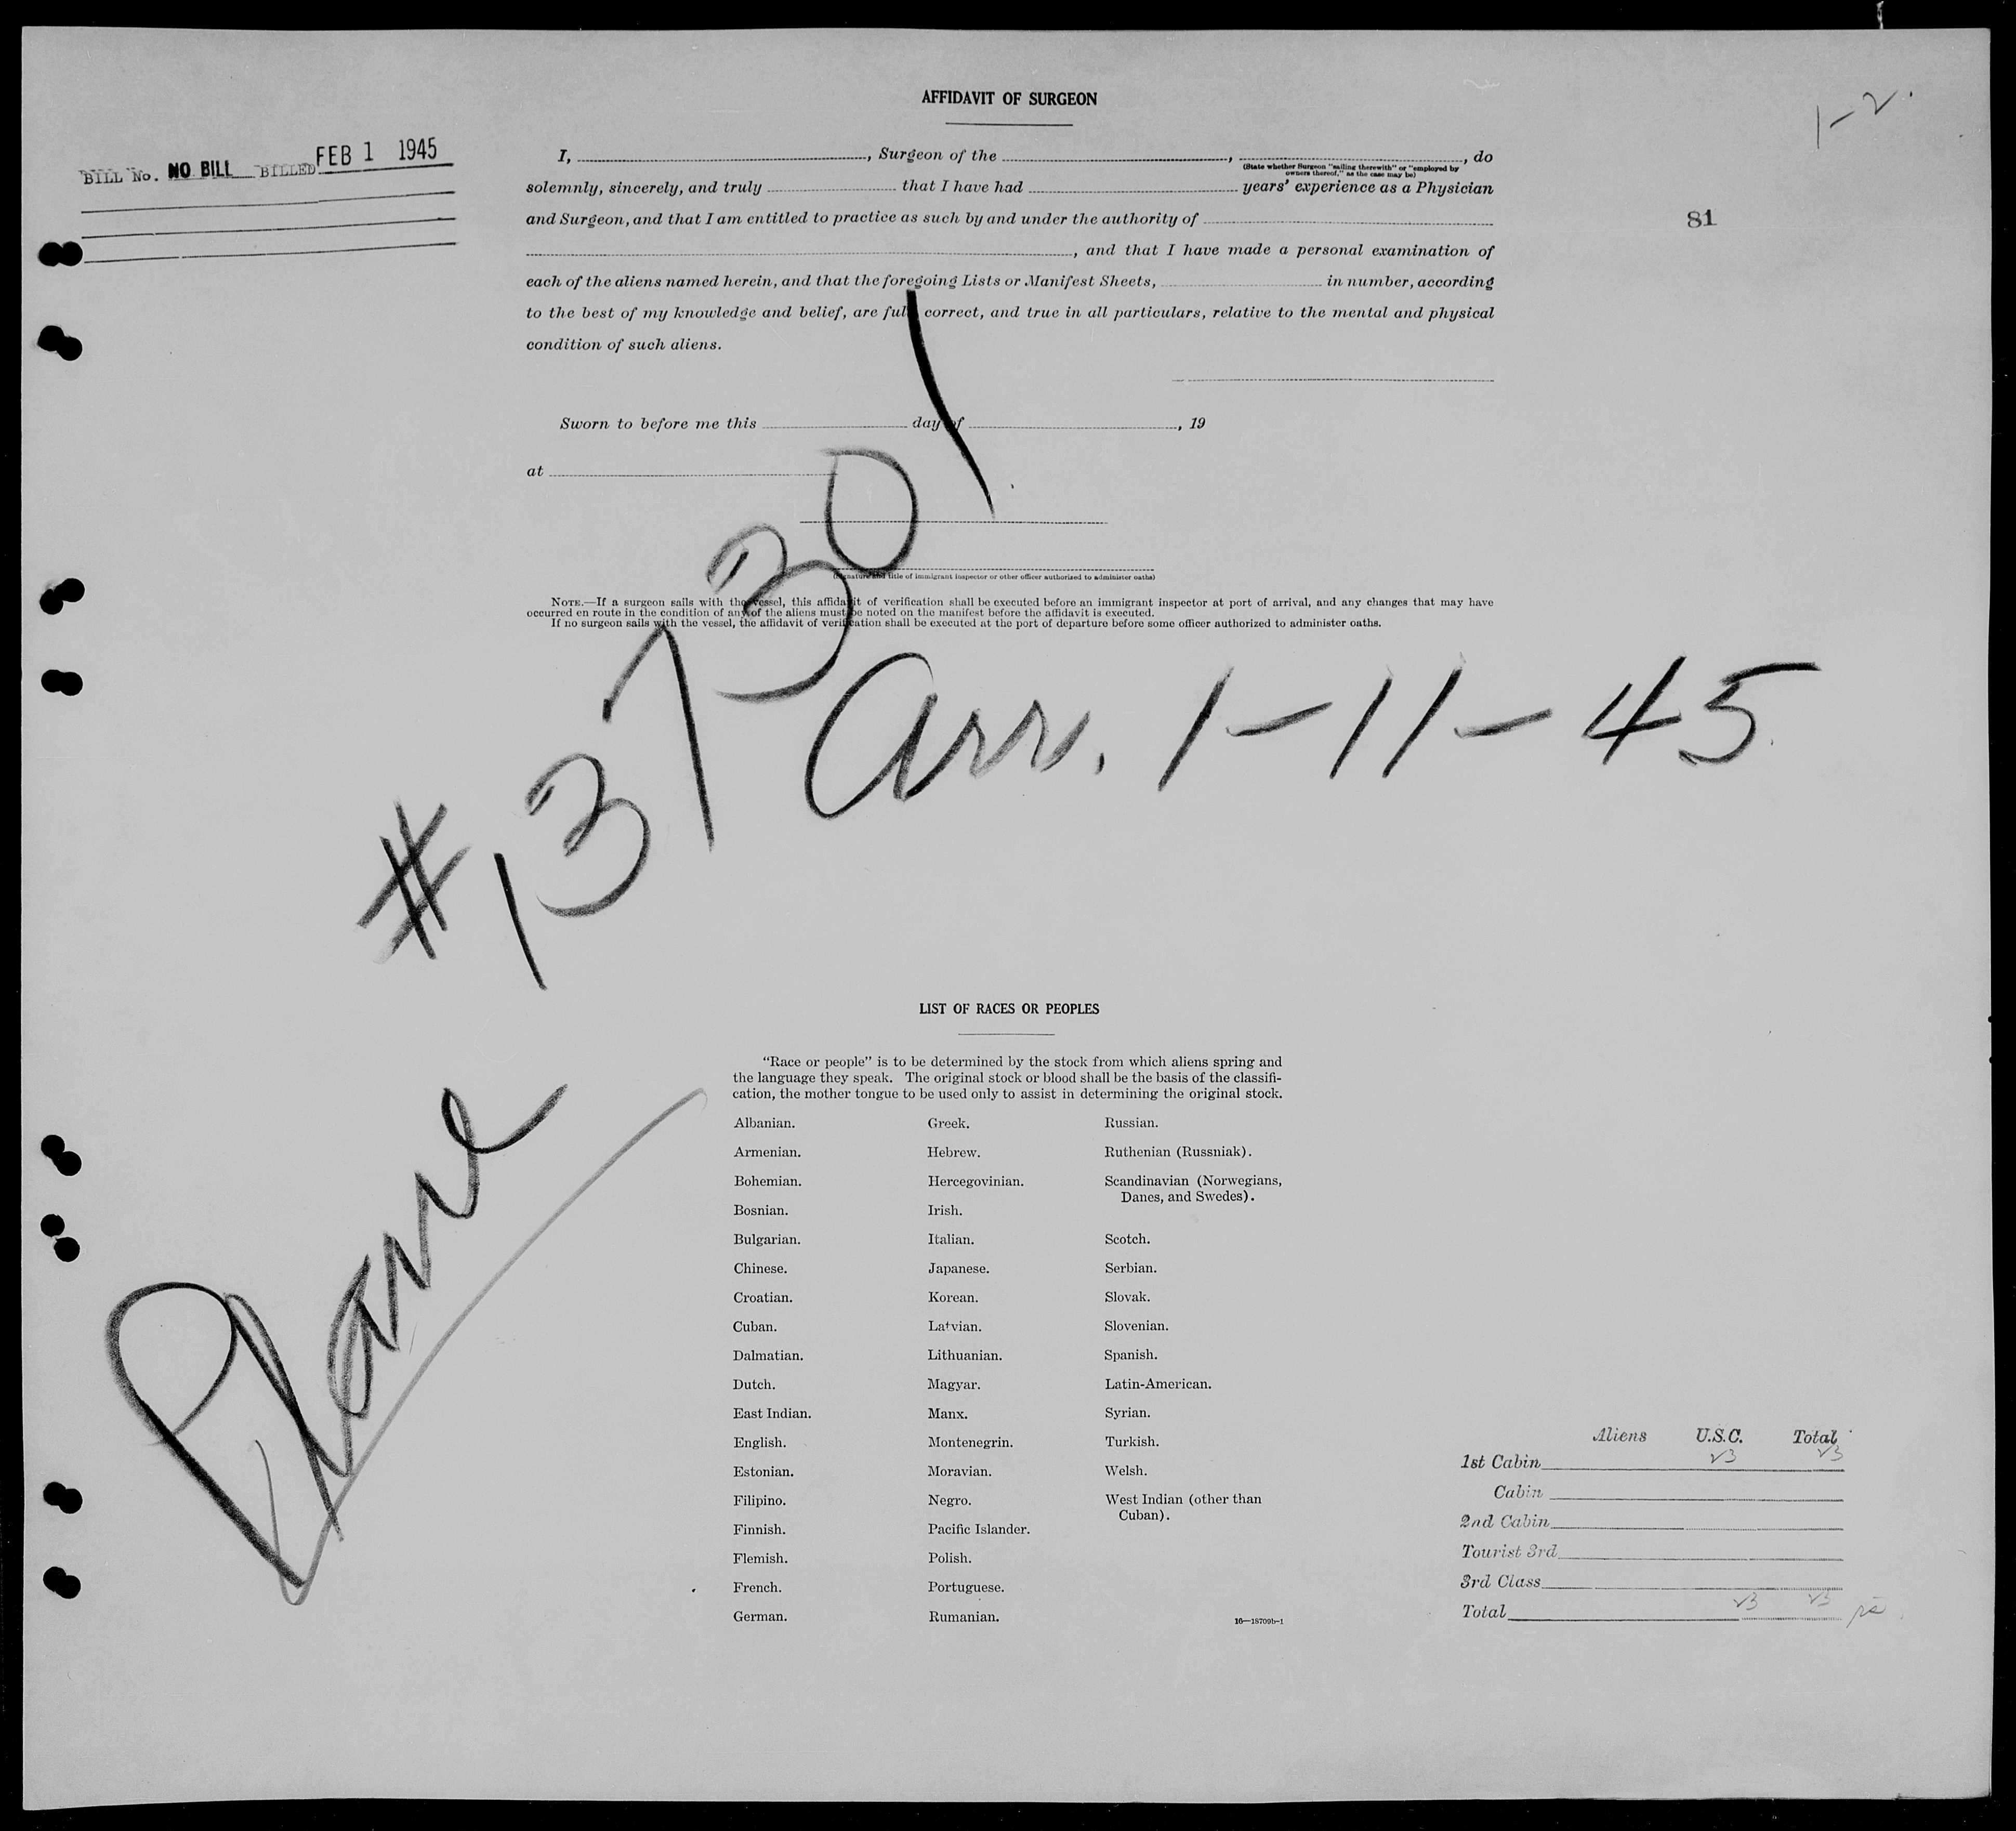 AFFIDAVIT OF SURGEON
1-2.
BILL No. NO BILL BILLED FEB 1 1945
I, , Surgeon of the , , do
(State whether Surgeon "sailing therewith" or "employed by
owners thereof," as the case may be)
solemnly, sincerely, and truly that I have had years' experience as a Physician
and Surgeon, and that I am entitled to practice as such by and under the authority of
81
, and that I have made a personal examination of
each of the aliens named herein, and that the foregoing Lists or Manifest Sheets, in number, according
to the best of my knowledge and belief, are full correct, and true in all particulars, relative to the mental and physical
condition of such aliens.
Sworn to before me this day of , 19
at
(Signature and title of immigrant inspector or other officer authorized to administer oaths)
NOTE.—If a surgeon sails with the vessel, this affidavit of verification shall be executed before an immigrant inspector at port of arrival, and any changes that may have
occurred en route in the condition of any of the aliens must be noted on the manifest before the affidavit is executed.
If no surgeon sails with the vessel, the affidavit of verification shall be executed at the port of departure before some officer authorized to administer oaths.
#137301
Arr. 1-11-45
Plane
LIST OF RACES OR PEOPLES
"Race or people" is to be determined by the stock from which aliens spring and
the language they speak. The original stock or blood shall be the basis of the classifi-
cation, the mother tongue to be used only to assist in determining the original stock.
Albanian.
Armenian.
Bohemian.
Bosnian.
Bulgarian.
Chinese.
Croatian.
Cuban.
Dalmatian.
Dutch.
East Indian.
English.
Estonian.
Filipino.
Finnish.
Flemish.
French.
German.
Greek.
Hebrew.
Hercegovinian.
Irish.
Italian.
Japanese.
Korean.
Latvian.
Lithuanian.
Magyar.
Manx.
Montenegrin.
Moravian.
Negro.
Pacific Islander.
Polish.
Portuguese.
Rumanian.
Russian.
Ruthenian (Russniak).
Scandinavian (Norwegians,
Danes, and Swedes).
Scotch.
Serbian.
Slovak.
Slovenian.
Spanish.
Latin-American.
Syrian.
Turkish.
Welsh.
West Indian (other than
Cuban).
16—18709b-1
Aliens U.S.C. Total
1st Cabin 3 3
Cabin
2nd Cabin
Tourist 3rd
3rd Class
Total 3 3